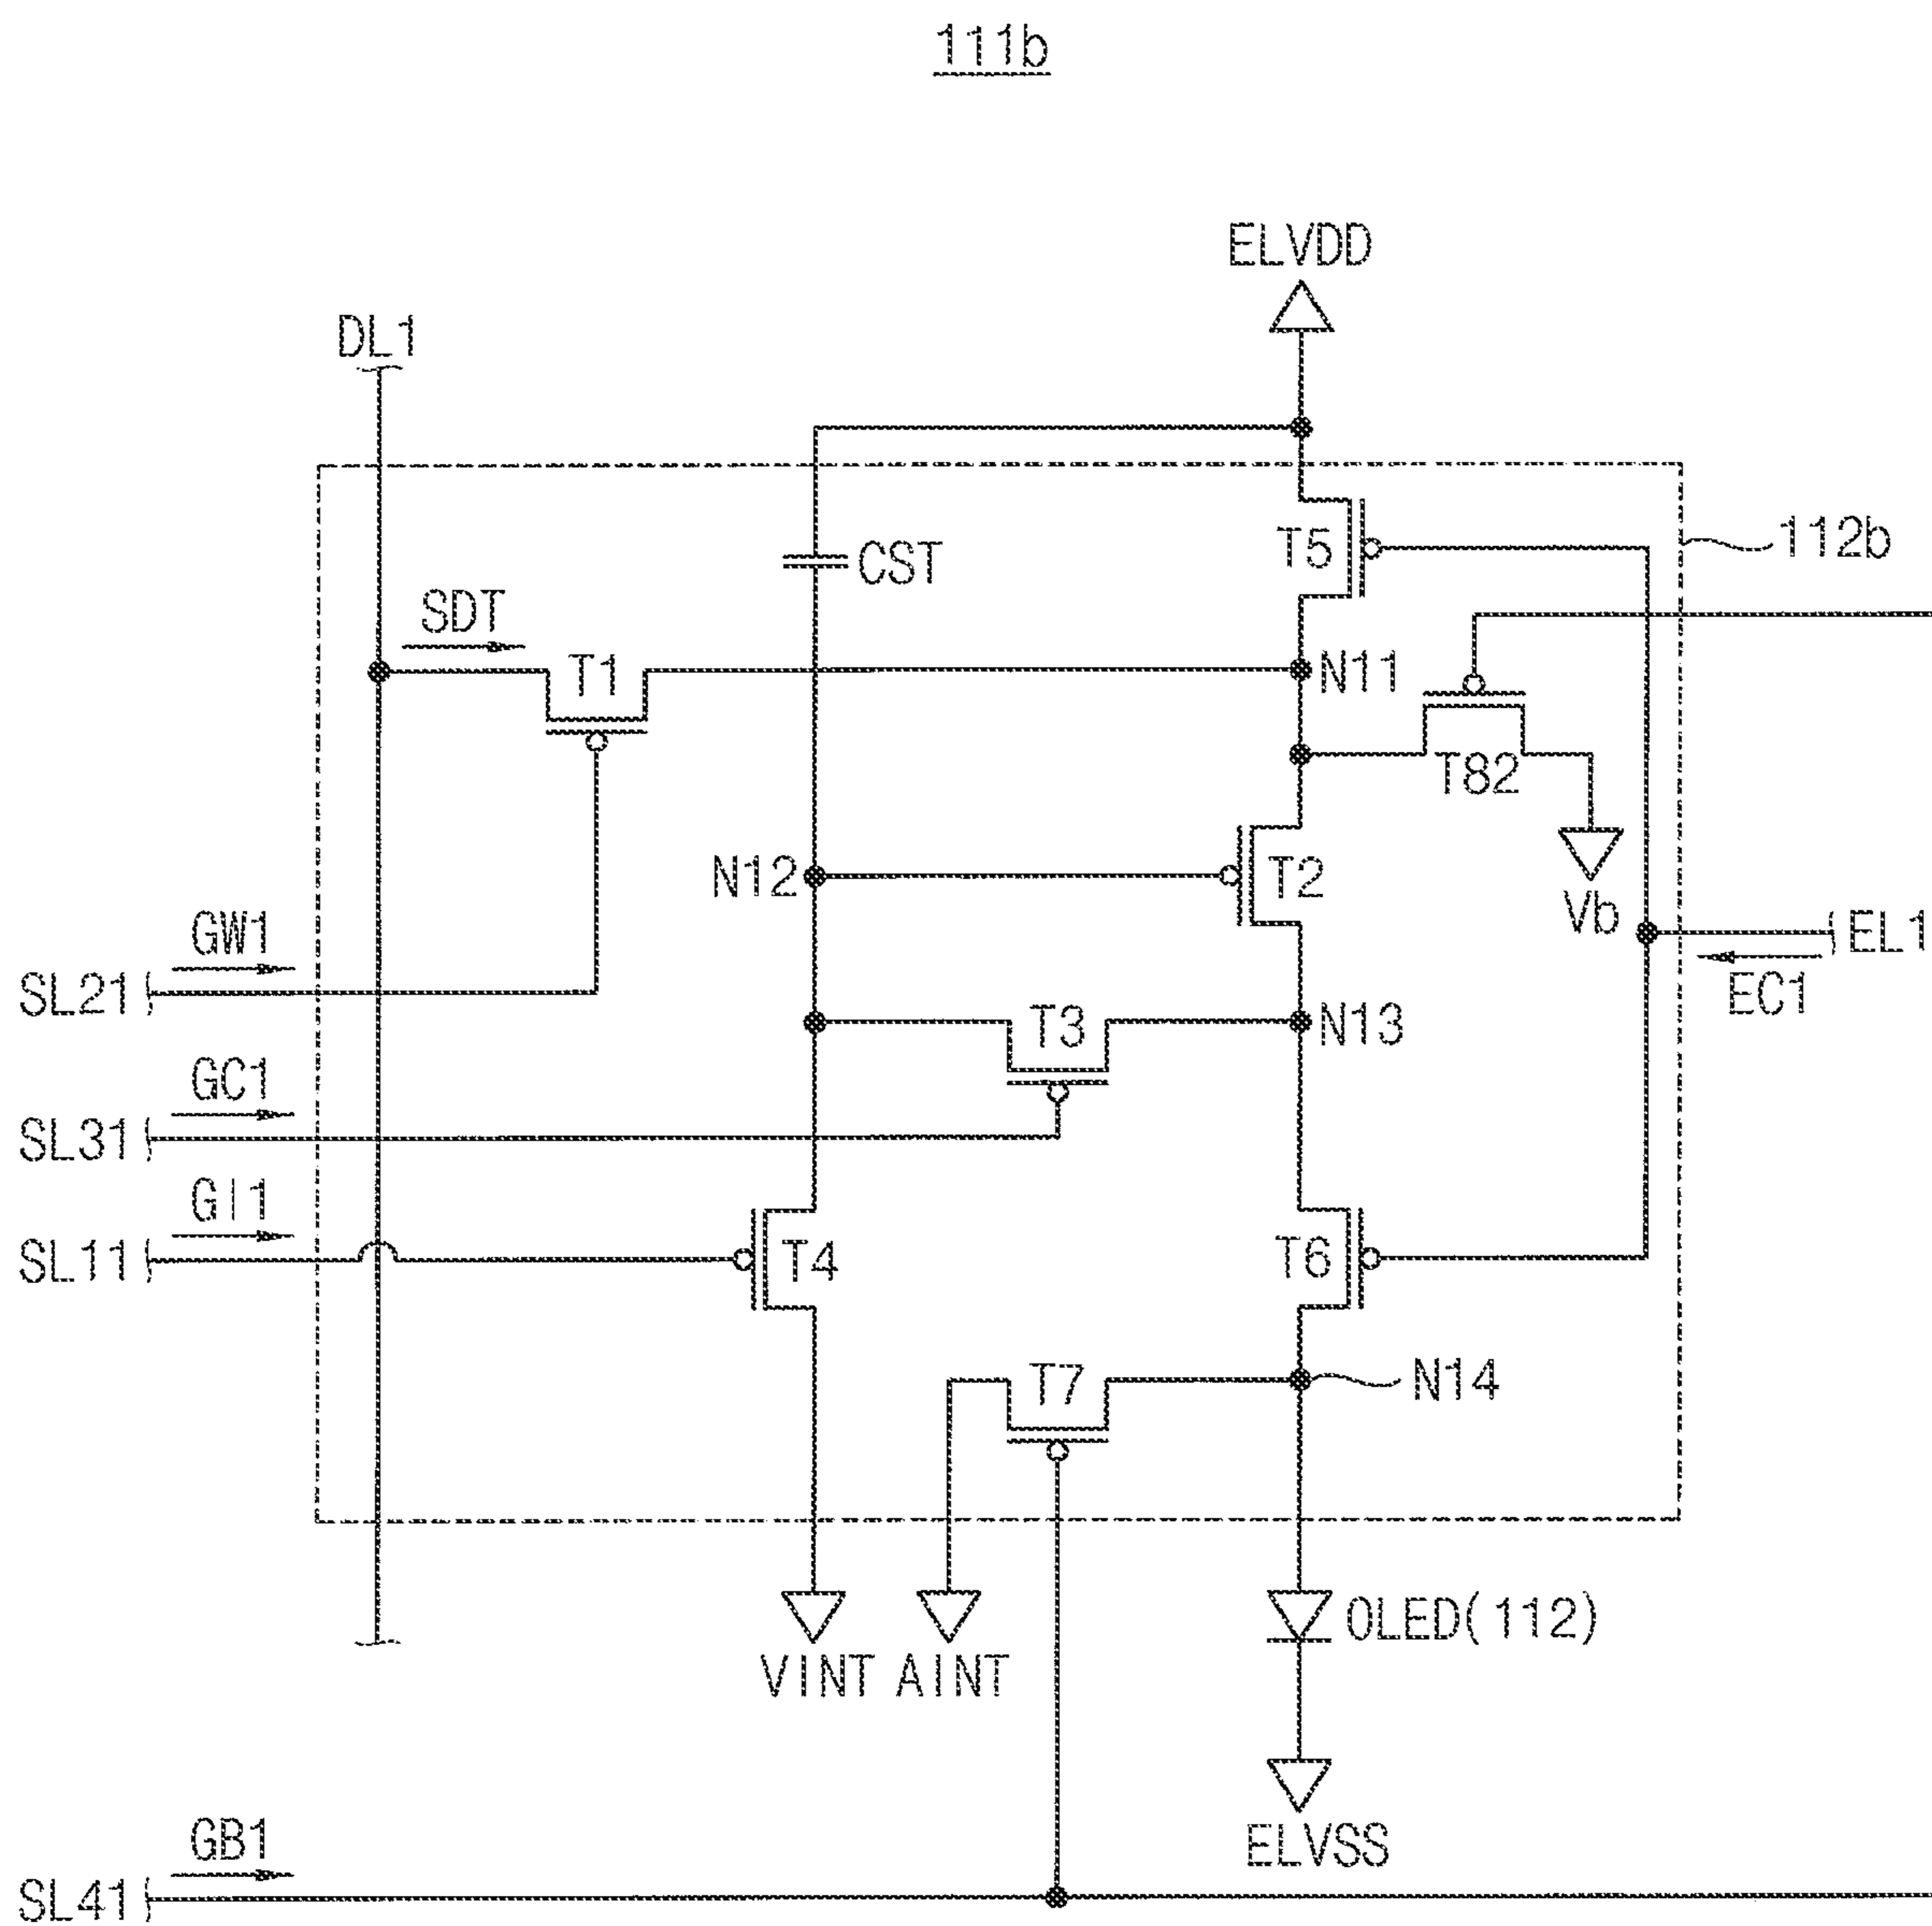 111b
ELVDD
DL1
T5
112b
CST
SDT
T1
N11
T82
N12
T2
Vb
GW1
EL1
SL21
EC1
T3
N13
GC1
SL31
GI1
SL11
T4
T6
T7
N14
OLED(112)
VINT AINT
GB1
ELVSS
SL41